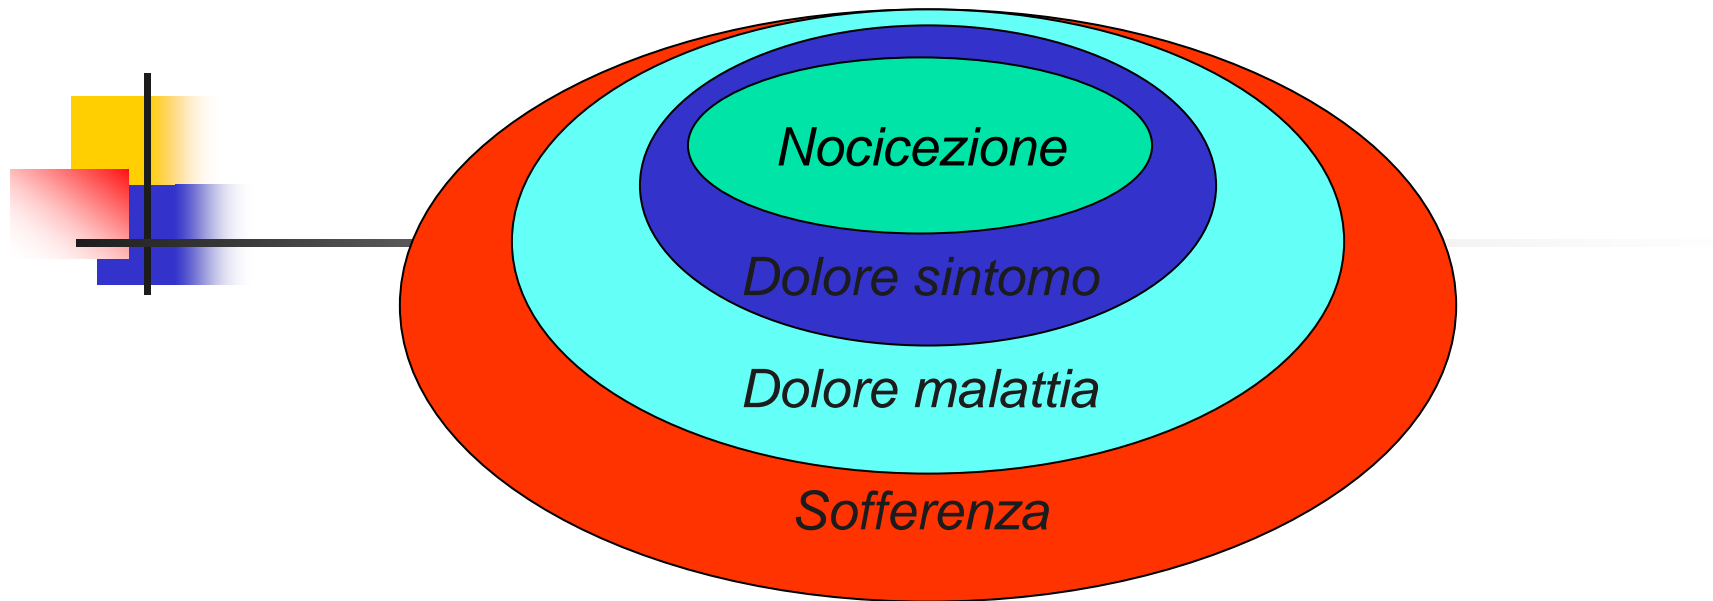 Nocicezione
Dolore sintomo
Dolore malattia
Sofferenza